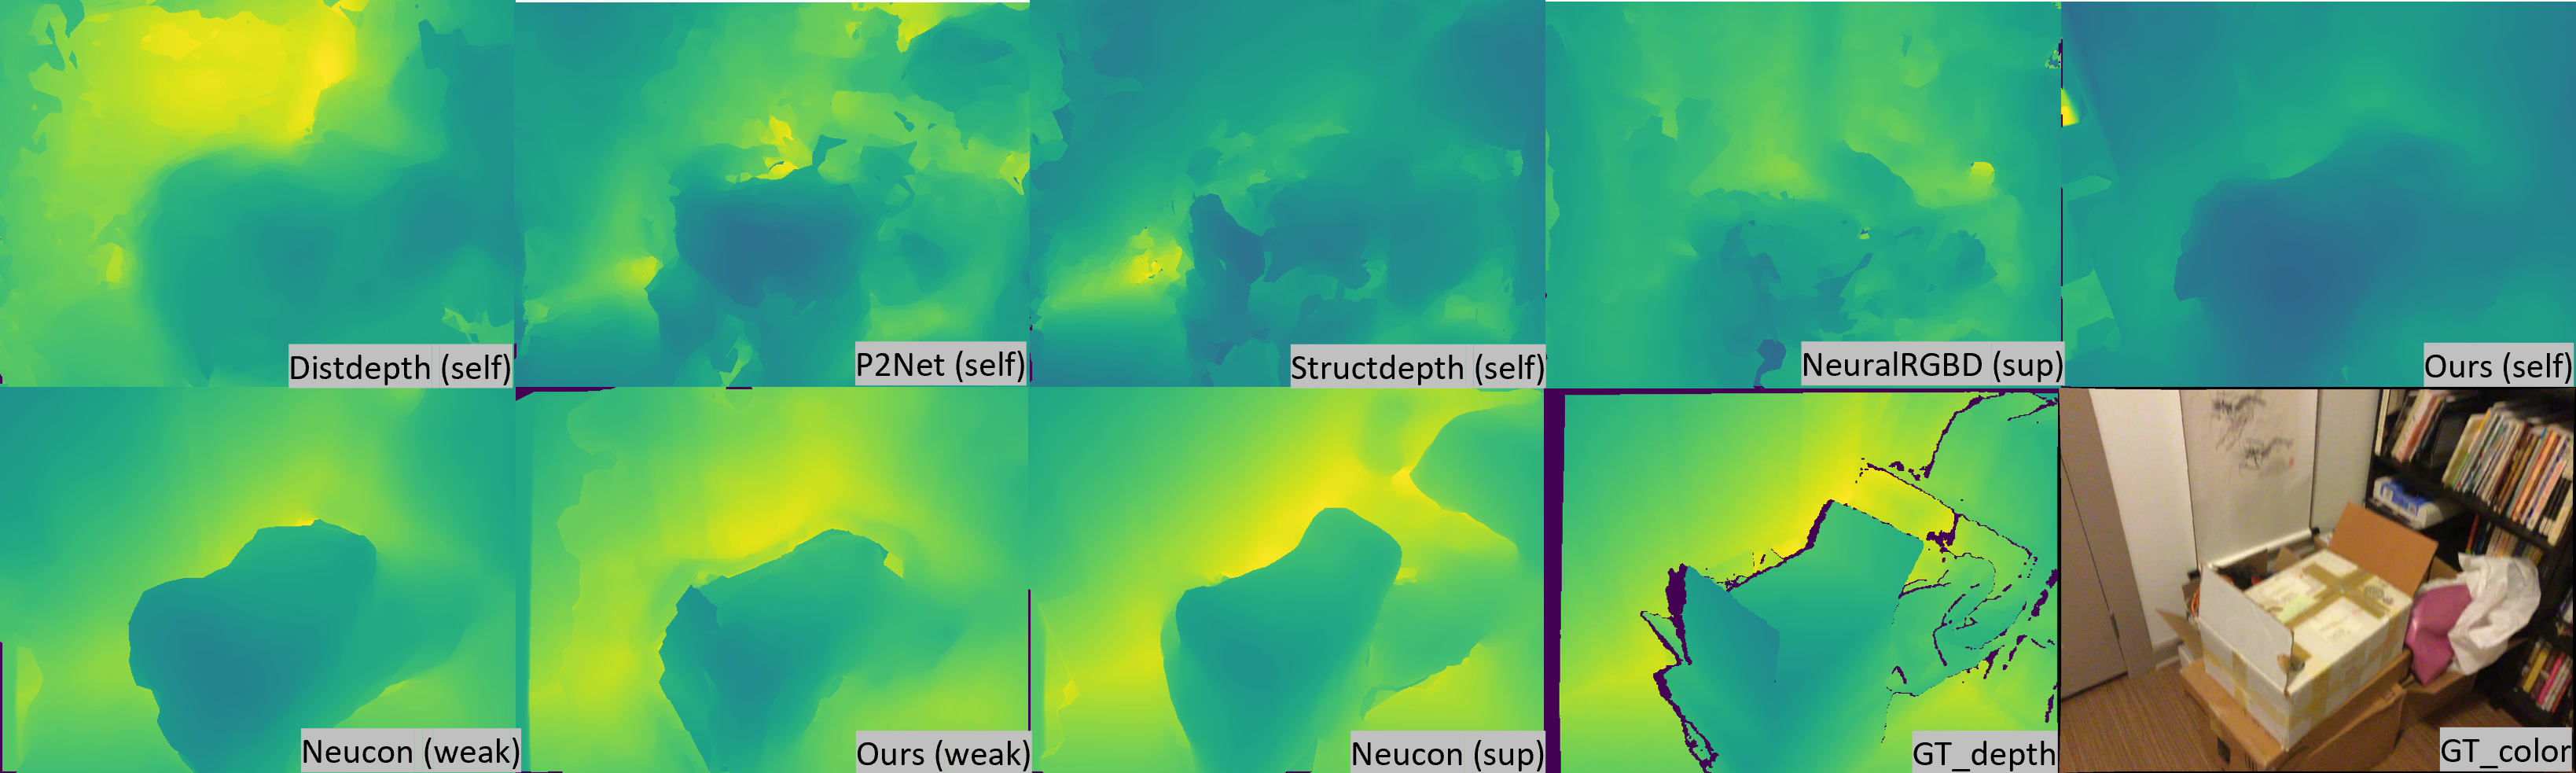 Distdepth (self)
P2Net (self)
Structdepth (self)
NeuralRGBD (sup)
Ours (self)
Neucon (weak)
Ours (weak)
Neucon (sup)
GT_depth
GT_color